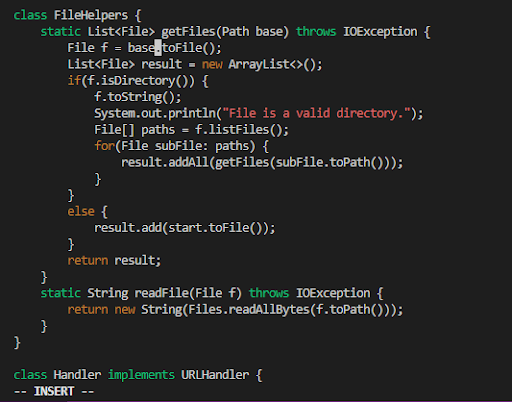 class FileHelpers {
    static List<File> getFiles(Path base) throws IOException {
        File f = base.toFile();
        List<File> result = new ArrayList<>();
        if(f.isDirectory()) {
            f.toString();
            System.out.println("File is a valid directory.");
            File[] paths = f.listFiles();
            for(File subFile: paths) {
                result.addAll(getFiles(subFile.toPath()));
            }
        }
        else {
            result.add(start.toFile());
        }
        return result;
    }
    static String readFile(File f) throws IOException {
        return new String(Files.readAllBytes(f.toPath()));
    }
}

class Handler implements URLHandler {
-- INSERT --